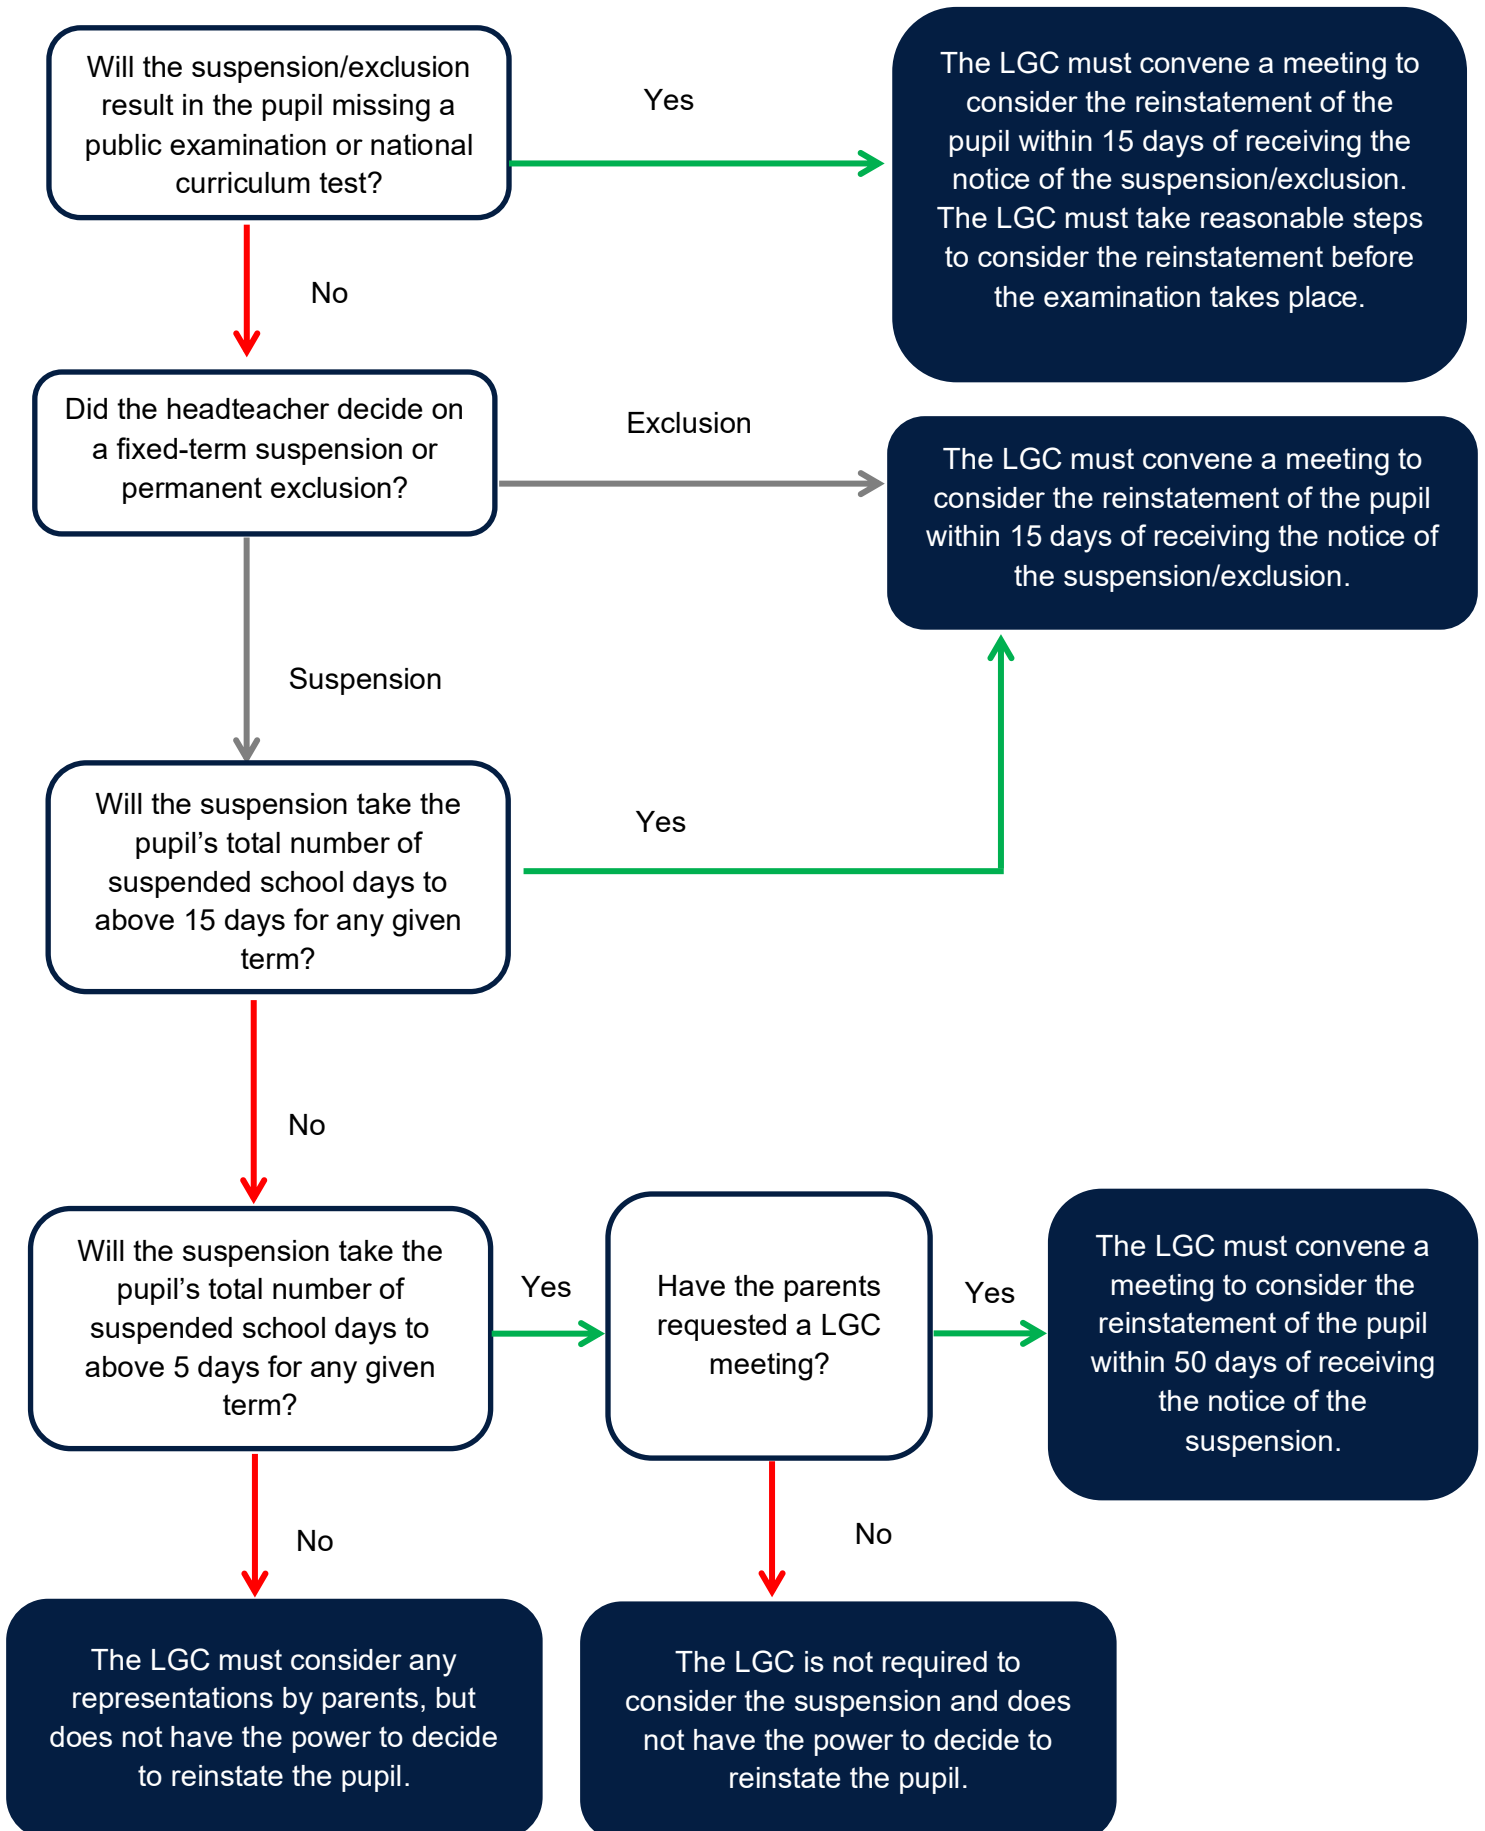 Will the suspension/exclusion
result in the pupil missing a
public examination or national
curriculum test?
Yes
The LGC must convene a meeting to
consider the reinstatement of the
pupil within 15 days of receiving the
notice of the suspension/exclusion.
The LGC must take reasonable steps
to consider the reinstatement before
the examination takes place.
No
Did the headteacher decide on
a fixed-term suspension or
permanent exclusion?
Exclusion
The LGC must convene a meeting to
consider the reinstatement of the pupil
within 15 days of receiving the notice of
the suspension/exclusion.
Suspension
Will the suspension take the
pupil’s total number of
suspended school days to
above 15 days for any given
term?
Yes
No
Will the suspension take the
pupil’s total number of
suspended school days to
above 5 days for any given
term?
Yes
Have the parents
requested a LGC
meeting?
Yes
The LGC must convene a
meeting to consider the
reinstatement of the pupil
within 50 days of receiving
the notice of the
suspension.
No
No
The LGC must consider any
representations by parents, but
does not have the power to decide
to reinstate the pupil.
The LGC is not required to
consider the suspension and does
not have the power to decide to
reinstate the pupil.